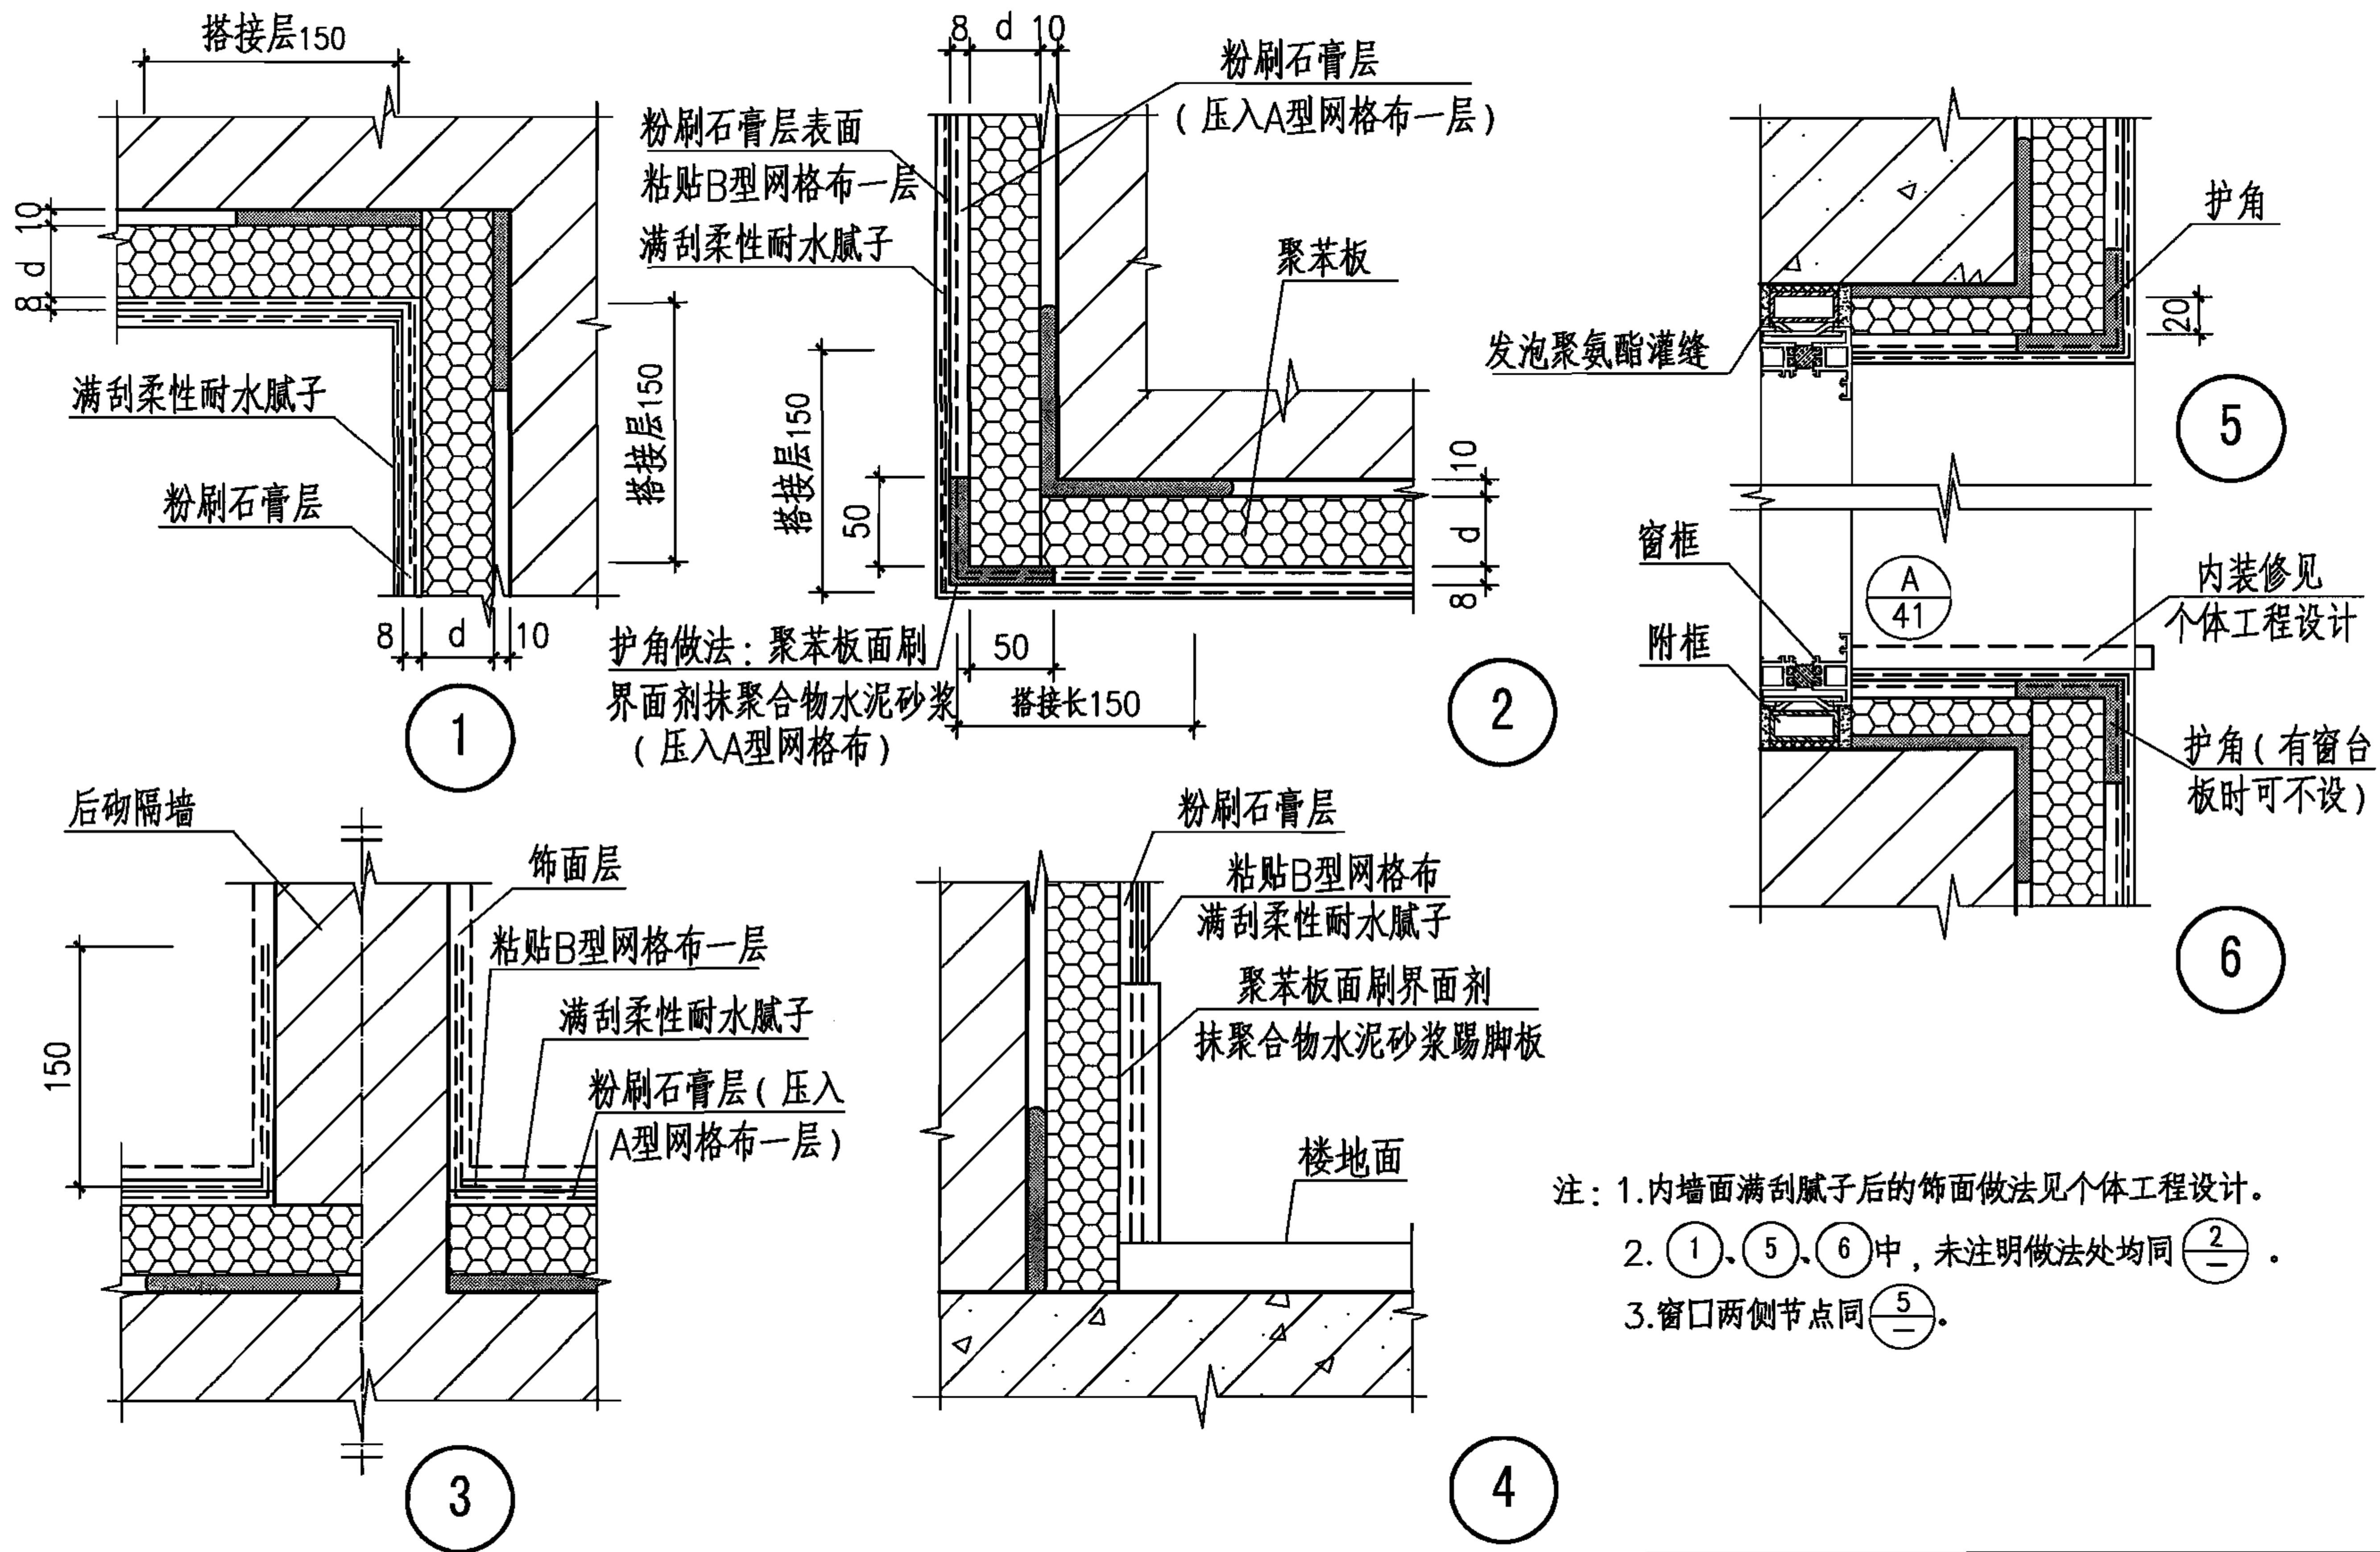 搭接层150
10
d
8
满刮柔性耐水腻子
粉刷石膏层
搭接层150
8 d 10
1
8 d 10
粉刷石膏层
(压入A型网格布一层)
粉刷石膏层表面
粘贴B型网格布一层
满刮柔性耐水腻子
聚苯板
搭接层150
50
10
d
8
护角做法:聚苯板面刷
界面剂抹聚合物水泥砂浆
(压入A型网格布)
50
搭接长150
2
护角
20
发泡聚氨酯灌缝
5
窗框
A
41
内装修见
个体工程设计
附框
护角(有窗台
板时可不设)
6
后砌隔墙
饰面层
粘贴B型网格布一层
满刮柔性耐水腻子
粉刷石膏层(压入
A型网格布一层)
150
3
粉刷石膏层
粘贴B型网格布
满刮柔性耐水腻子
聚苯板面刷界面剂
抹聚合物水泥砂浆踢脚板
楼地面
4
注:1.内墙面满刮腻子后的饰面做法见个体工程设计。
2.①、⑤、⑥中,未注明做法处均同 2/— 。
3.窗口两侧节点同 5/— 。